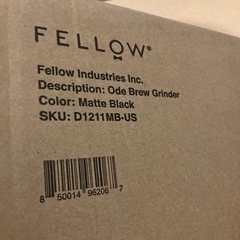 FELLOW®
Fellow Industries Inc.
Description: Ode Brew Grinder
Color: Matte Black
SKU: D1211MB-US
8 50014 96206 7